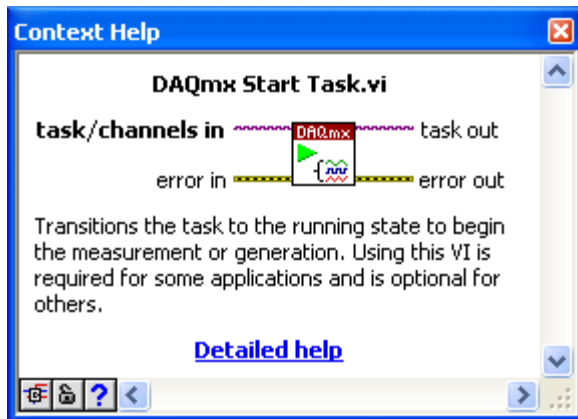 Context Help
DAQmx Start Task.vi
task/channels in DAQmx task out
error in error out
Transitions the task to the running state to begin
the measurement or generation. Using this VI is
required for some applications and is optional for
others.
Detailed help
?